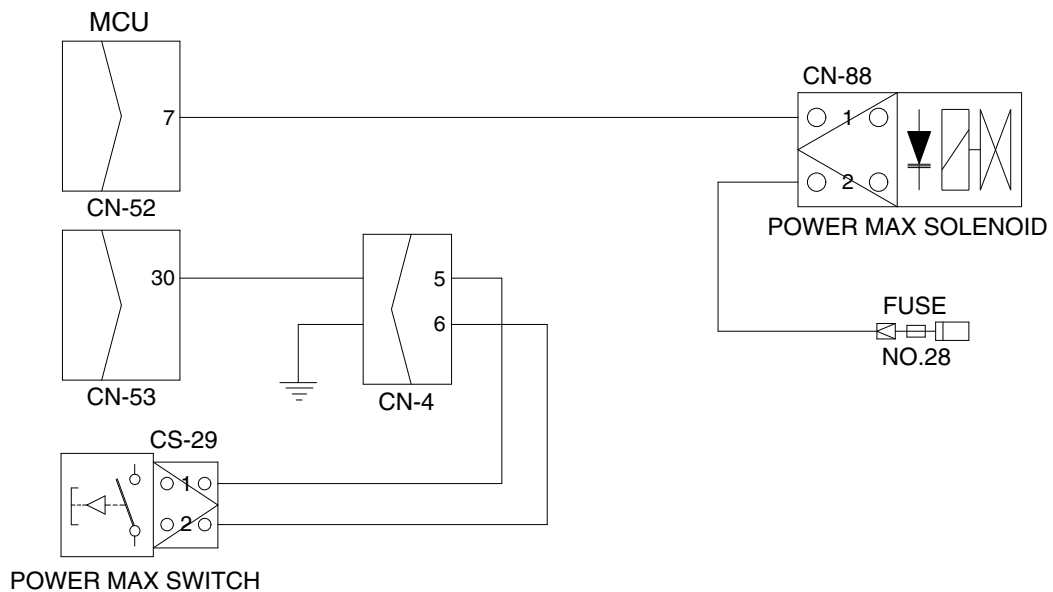 MCU
7
CN-52
CN-88
1
2
POWER MAX SOLENOID
30
CN-53
5
6
CN-4
FUSE
NO.28
CS-29
1
2
POWER MAX SWITCH